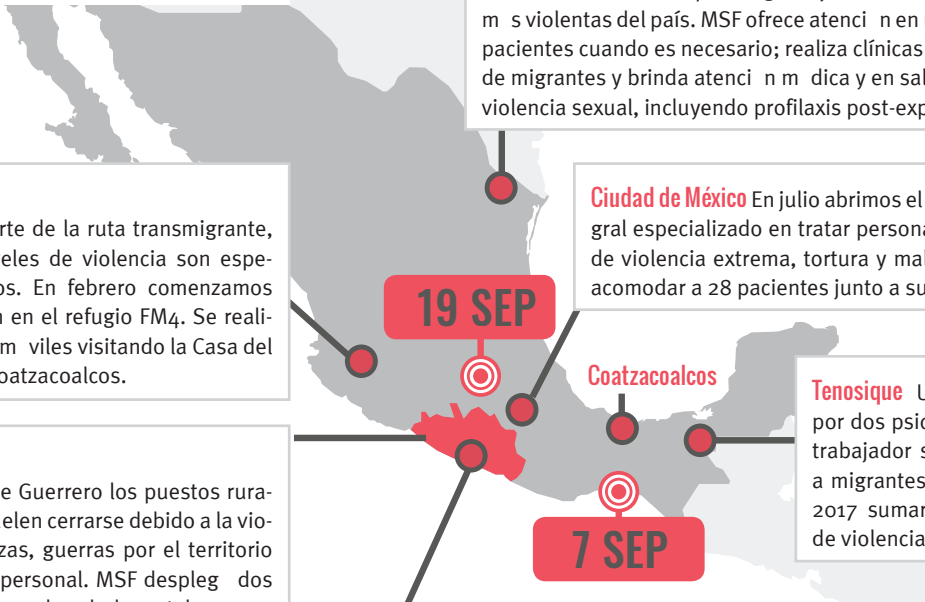 m s violentas del país. MSF ofrece atenci n en
pacientes cuando es necesario; realiza clínicas
de migrantes y brinda atenci n m dica y en sal
violencia sexual, incluyendo profilaxis post-exp
rte de la ruta transmigrante,
eles de violencia son espe-
os. En febrero comenzamos
n en el refugio FM4. Se reali-
m viles visitando la Casa del
oatzacoalcos.
Ciudad de México En julio abrimos el
gral especializado en tratar persona
de violencia extrema, tortura y mal
acomodar a 28 pacientes junto a su
19 SEP
Coatzacoalcos
Tenosique U
por dos psic
trabajador s
a migrantes
2017 sumar
de violencia
e Guerrero los puestos rura-
uelen cerrarse debido a la vio-
zas, guerras por el territorio
personal. MSF despleg dos
7 SEP